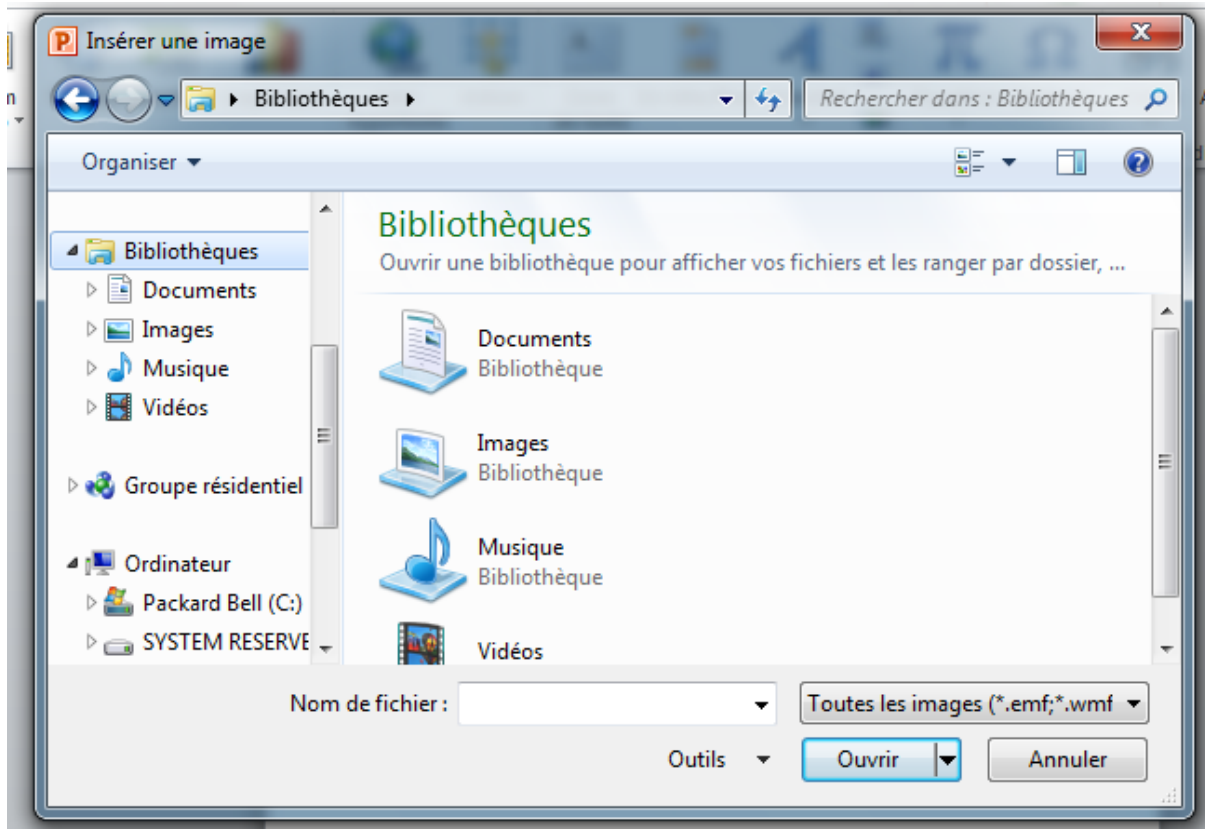 Insérer une image
Bibliothèques
Rechercher dans : Bibliothèques
Organiser
Bibliothèques
Documents
Images
Musique
Vidéos
Groupe résidentiel
Ordinateur
Packard Bell (C:)
SYSTEM RESERVE
Bibliothèques
Ouvrir une bibliothèque pour afficher vos fichiers et les ranger par dossier, ...
Documents
Bibliothèque
Images
Bibliothèque
Musique
Bibliothèque
Vidéos
Nom de fichier :
Toutes les images (*.emf;*.wmf
Outils
Ouvrir
Annuler